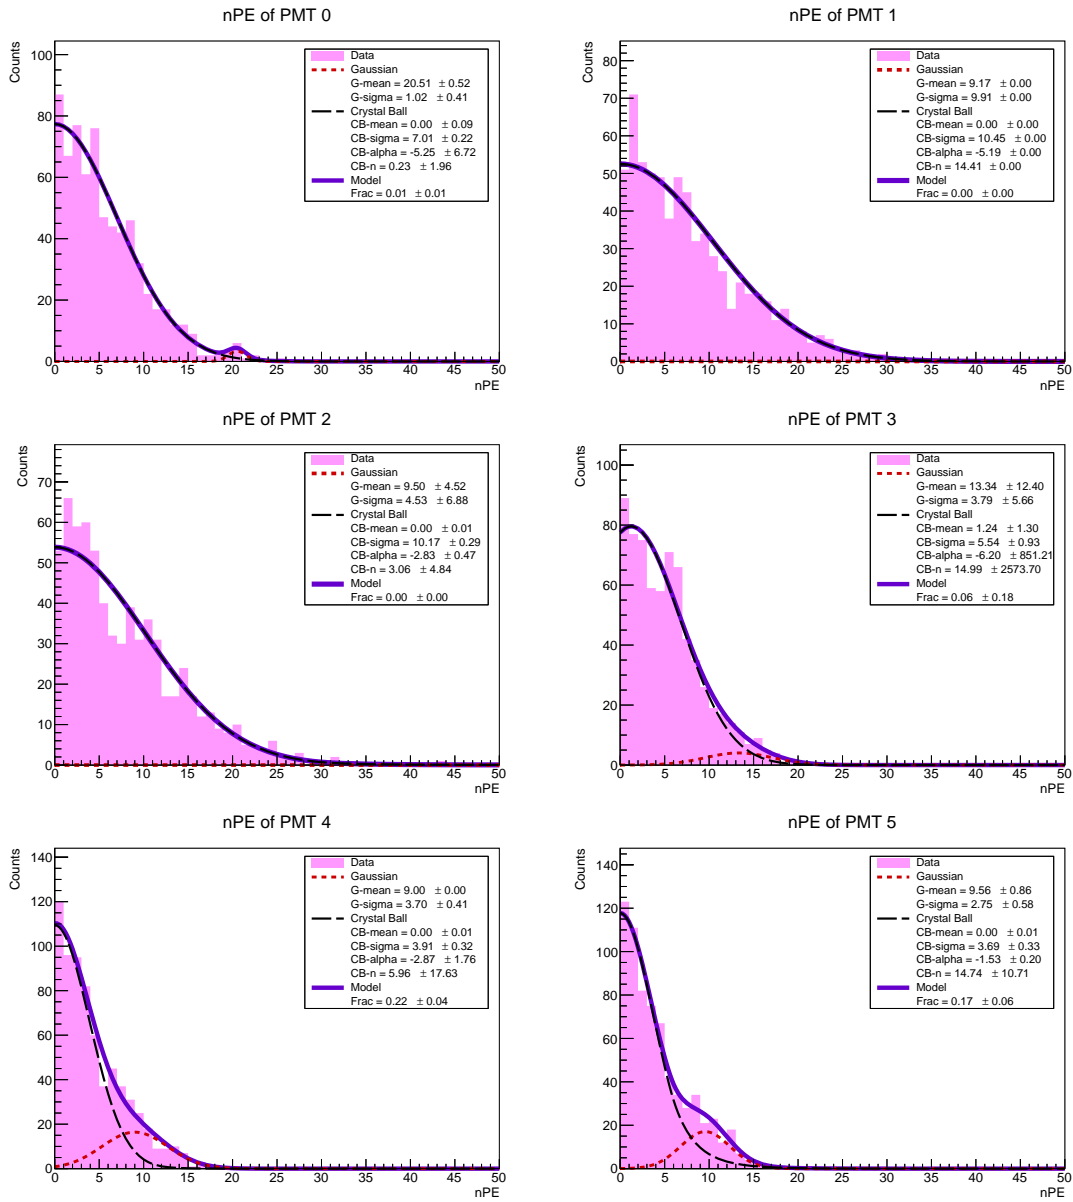 nPE of PMT 0
Counts
100
80
60
40
20
0
0 5 10 15 20 25 30 35 40 45 50
nPE
Data
Gaussian
G-mean = 20.51 ± 0.52
G-sigma = 1.02 ± 0.41
Crystal Ball
CB-mean = 0.00 ± 0.09
CB-sigma = 7.01 ± 0.22
CB-alpha = -5.25 ± 6.72
CB-n = 0.23 ± 1.96
Model
Frac = 0.01 ± 0.01
nPE of PMT 1
Counts
80
70
60
50
40
30
20
10
0
0 5 10 15 20 25 30 35 40 45 50
nPE
Data
Gaussian
G-mean = 9.17 ± 0.00
G-sigma = 9.91 ± 0.00
Crystal Ball
CB-mean = 0.00 ± 0.00
CB-sigma = 10.45 ± 0.00
CB-alpha = -5.19 ± 0.00
CB-n = 14.41 ± 0.00
Model
Frac = 0.00 ± 0.00
nPE of PMT 2
Counts
70
60
50
40
30
20
10
0
0 5 10 15 20 25 30 35 40 45 50
nPE
Data
Gaussian
G-mean = 9.50 ± 4.52
G-sigma = 4.53 ± 6.88
Crystal Ball
CB-mean = 0.00 ± 0.01
CB-sigma = 10.17 ± 0.29
CB-alpha = -2.83 ± 0.47
CB-n = 3.06 ± 4.84
Model
Frac = 0.00 ± 0.00
nPE of PMT 3
Counts
100
80
60
40
20
0
0 5 10 15 20 25 30 35 40 45 50
nPE
Data
Gaussian
G-mean = 13.34 ± 12.40
G-sigma = 3.79 ± 5.66
Crystal Ball
CB-mean = 1.24 ± 1.30
CB-sigma = 5.54 ± 0.93
CB-alpha = -6.20 ± 851.21
CB-n = 14.99 ± 2573.70
Model
Frac = 0.06 ± 0.18
nPE of PMT 4
Counts
140
120
100
80
60
40
20
0
0 5 10 15 20 25 30 35 40 45 50
nPE
Data
Gaussian
G-mean = 9.00 ± 0.00
G-sigma = 3.70 ± 0.41
Crystal Ball
CB-mean = 0.00 ± 0.01
CB-sigma = 3.91 ± 0.32
CB-alpha = -2.87 ± 1.76
CB-n = 5.96 ± 17.63
Model
Frac = 0.22 ± 0.04
nPE of PMT 5
Counts
140
120
100
80
60
40
20
0
0 5 10 15 20 25 30 35 40 45 50
nPE
Data
Gaussian
G-mean = 9.56 ± 0.86
G-sigma = 2.75 ± 0.58
Crystal Ball
CB-mean = 0.00 ± 0.01
CB-sigma = 3.69 ± 0.33
CB-alpha = -1.53 ± 0.20
CB-n = 14.74 ± 10.71
Model
Frac = 0.17 ± 0.06